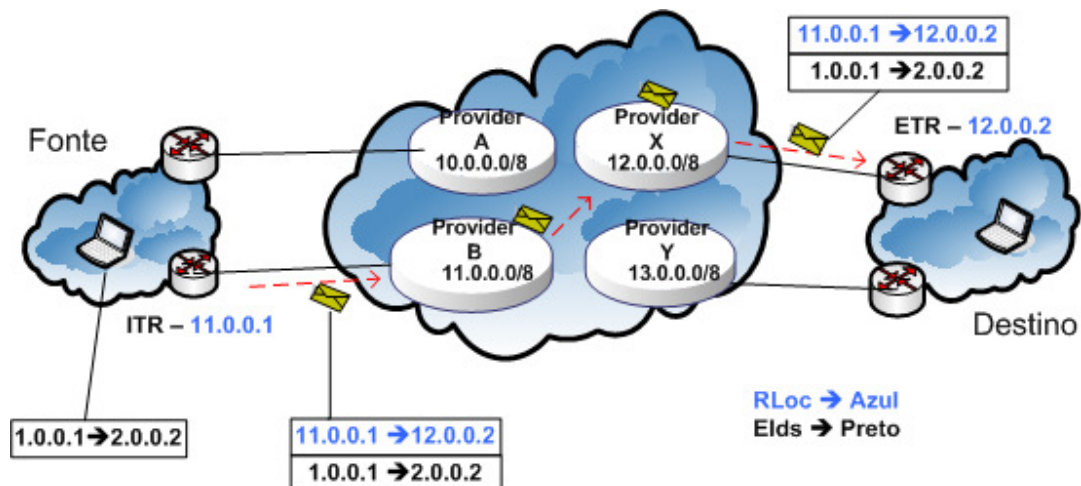 11.0.0.1 ➔ 12.0.0.2
1.0.0.1 ➔ 2.0.0.2
Fonte
Provider
A
10.0.0.0/8
Provider
X
12.0.0.0/8
ETR – 12.0.0.2
Provider
B
11.0.0.0/8
Provider
Y
13.0.0.0/8
ITR – 11.0.0.1
Destino
1.0.0.1 ➔ 2.0.0.2
11.0.0.1 ➔ 12.0.0.2
1.0.0.1 ➔ 2.0.0.2
RLoc ➔ Azul
EIds ➔ Preto